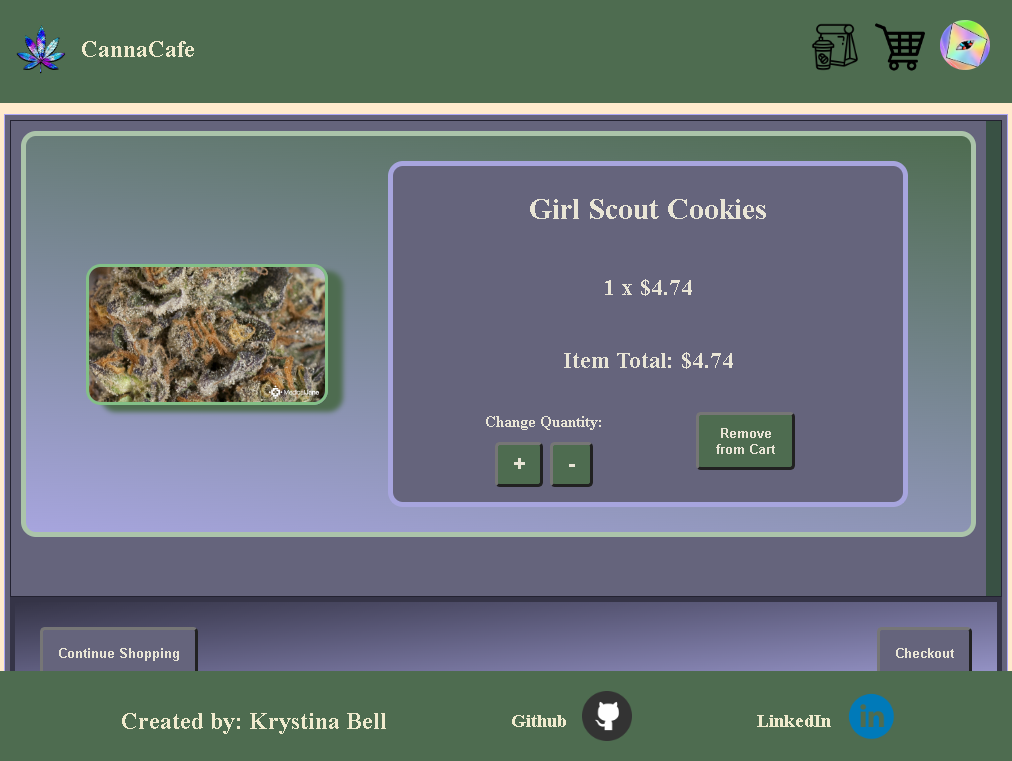 CannaCafe
Girl Scout Cookies
1 x $4.74
Item Total: $4.74
Change Quantity:
+ -
Remove
from Cart
Continue Shopping
Checkout
Created by: Krystina Bell
Github
LinkedIn
in